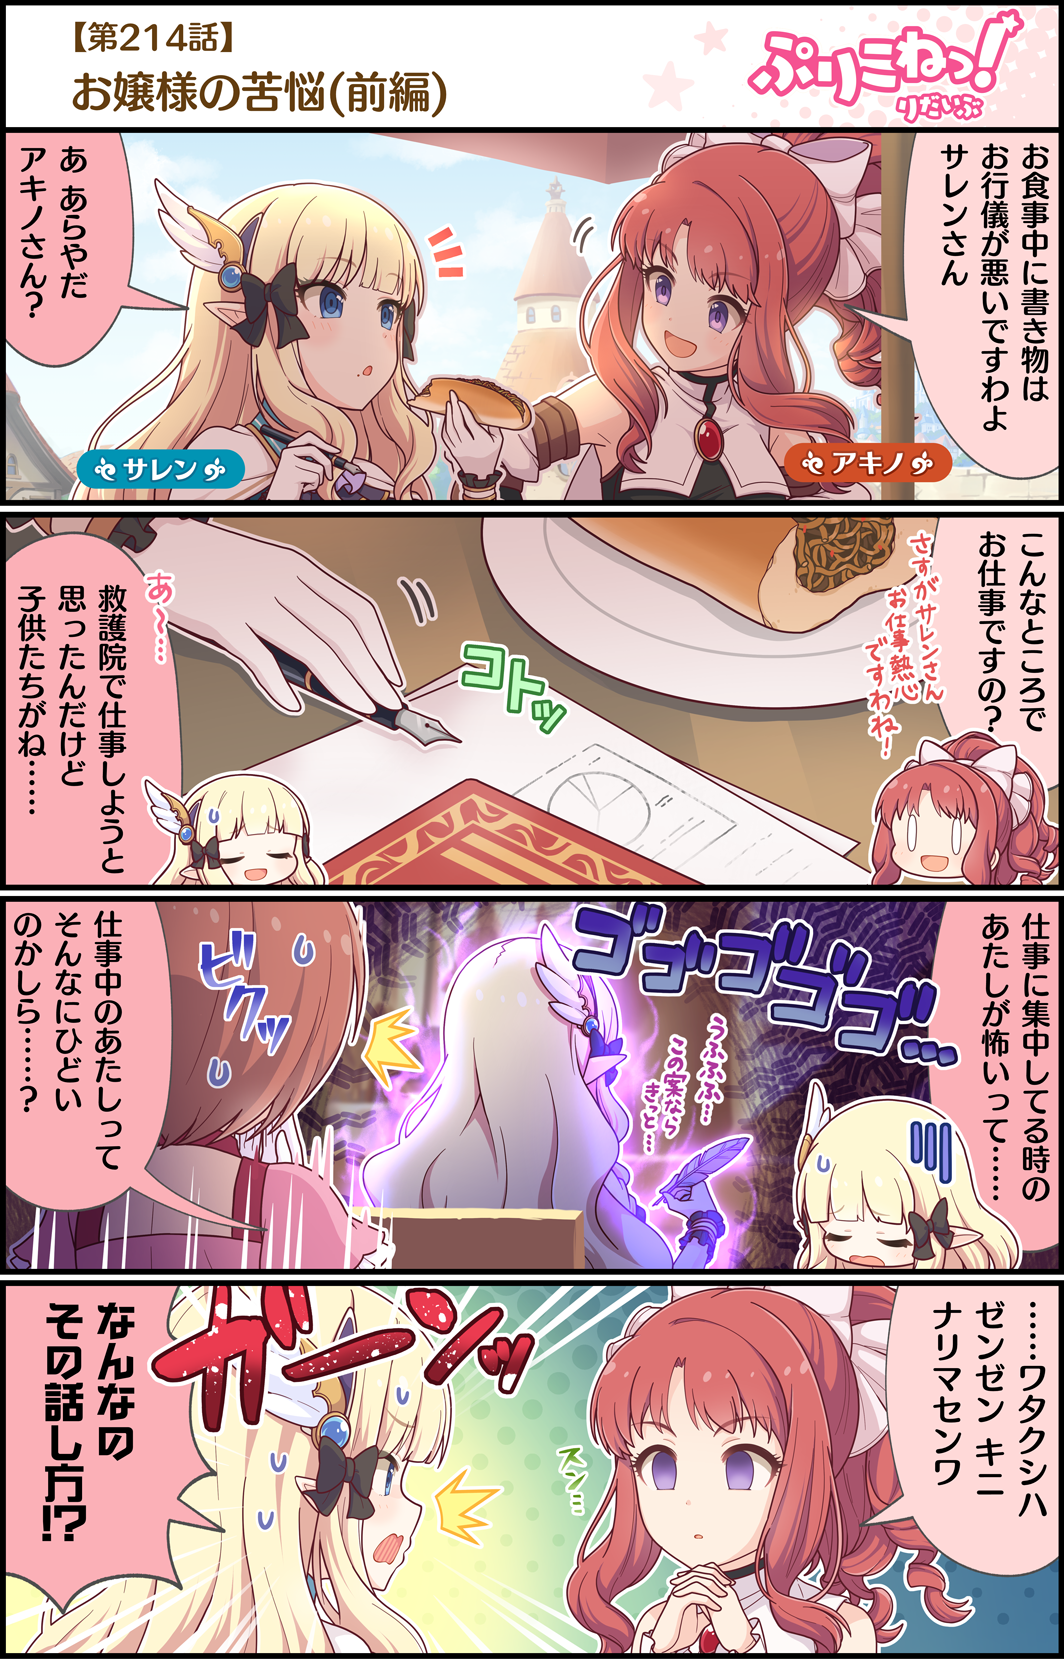 【第214話】
お嬢様の苦悩(前編)
ぷりこねっ!
りだいぶ
お食事中に書き物は
お行儀が悪いですわよ
サレンさん
あ あらやだ
アキノさん?
サレン
アキノ
こんなところで
お仕事ですの?
さすがサレンさん
お仕事熱心
ですわね!
コトッ
あ〜……
救護院で仕事しようと
思ったんだけど
子供たちがね……
仕事に集中してる時の
あたしが怖いって……
ゴゴゴゴゴ…
うふふふ…
この案なら
きっと…
ビクッ
仕事中のあたしって
そんなにひどい
のかしら……?
……ワタクシハ
ゼンゼン キニ
ナリマセンワ
スン…
ガーンッ
なんなの
その話し方!?